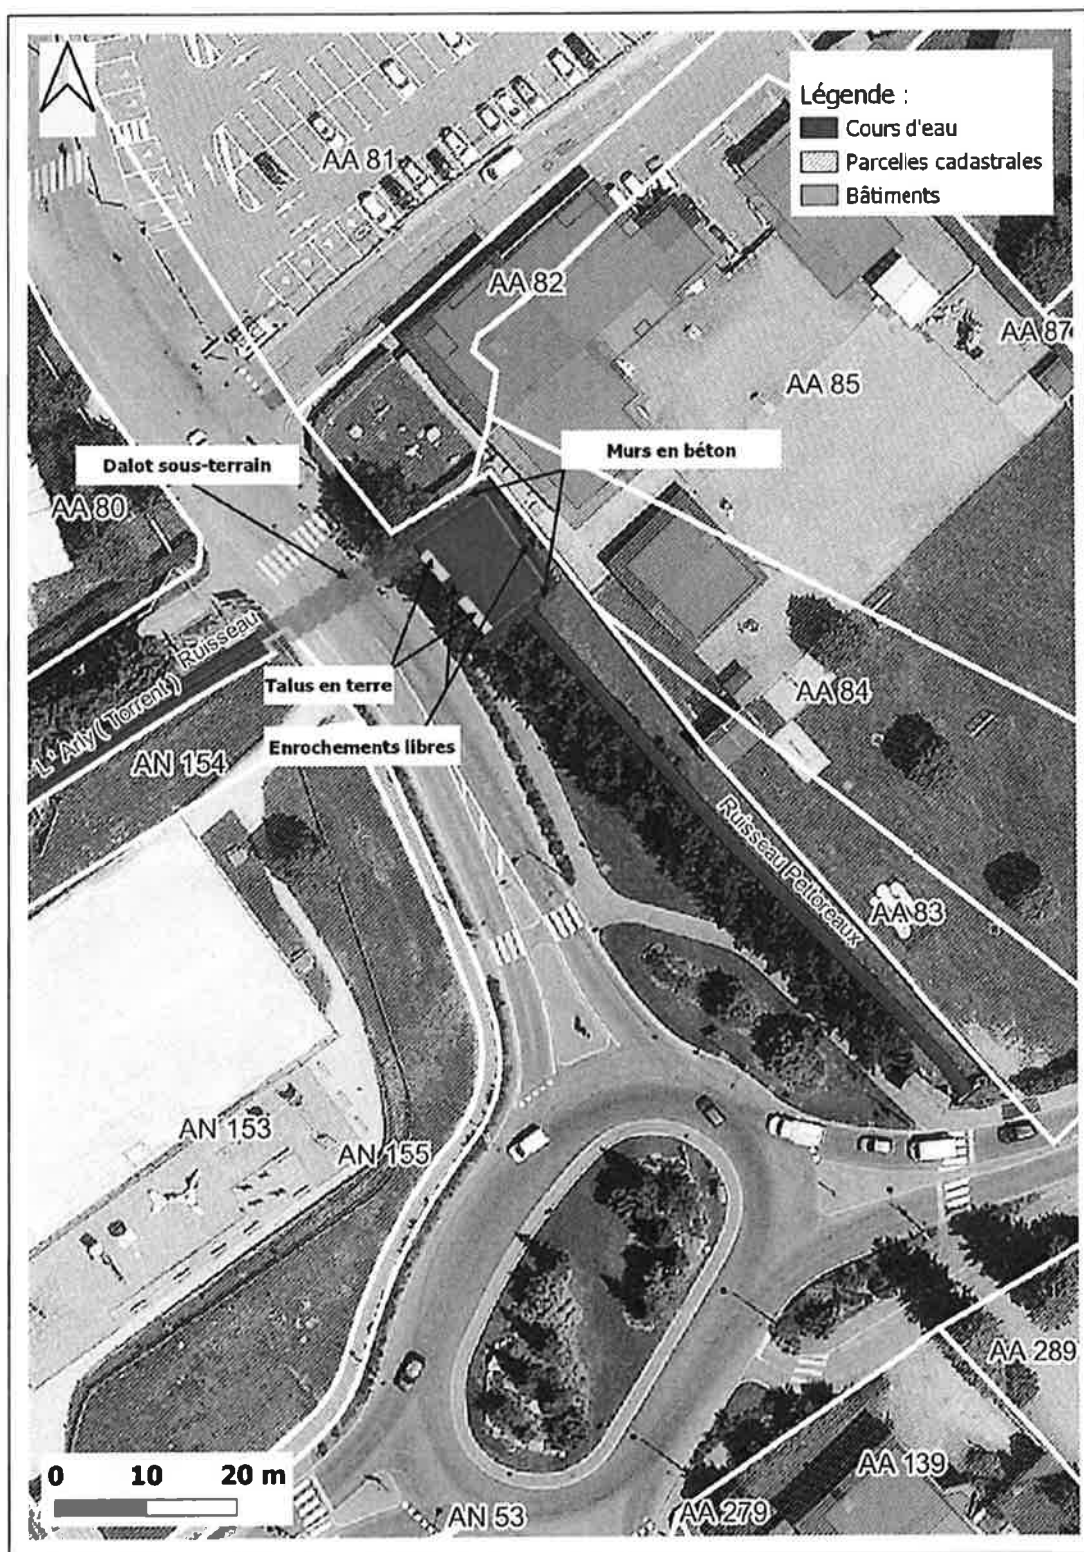 Légende :
Cours d'eau
Parcelles cadastrales
Bâtiments
AA 81
AA 82
AA 87
AA 85
Murs en béton
Dalot sous-terrain
AA 80
L' Arly ( Torrent ) Ruisseau
Talus en terre
AA 84
Enrochements libres
AN 154
Ruisseau Pettoreaux
AA 83
AN 153
AN 155
AA 289
AA 139
0 10 20 m
AN 53
AA 279